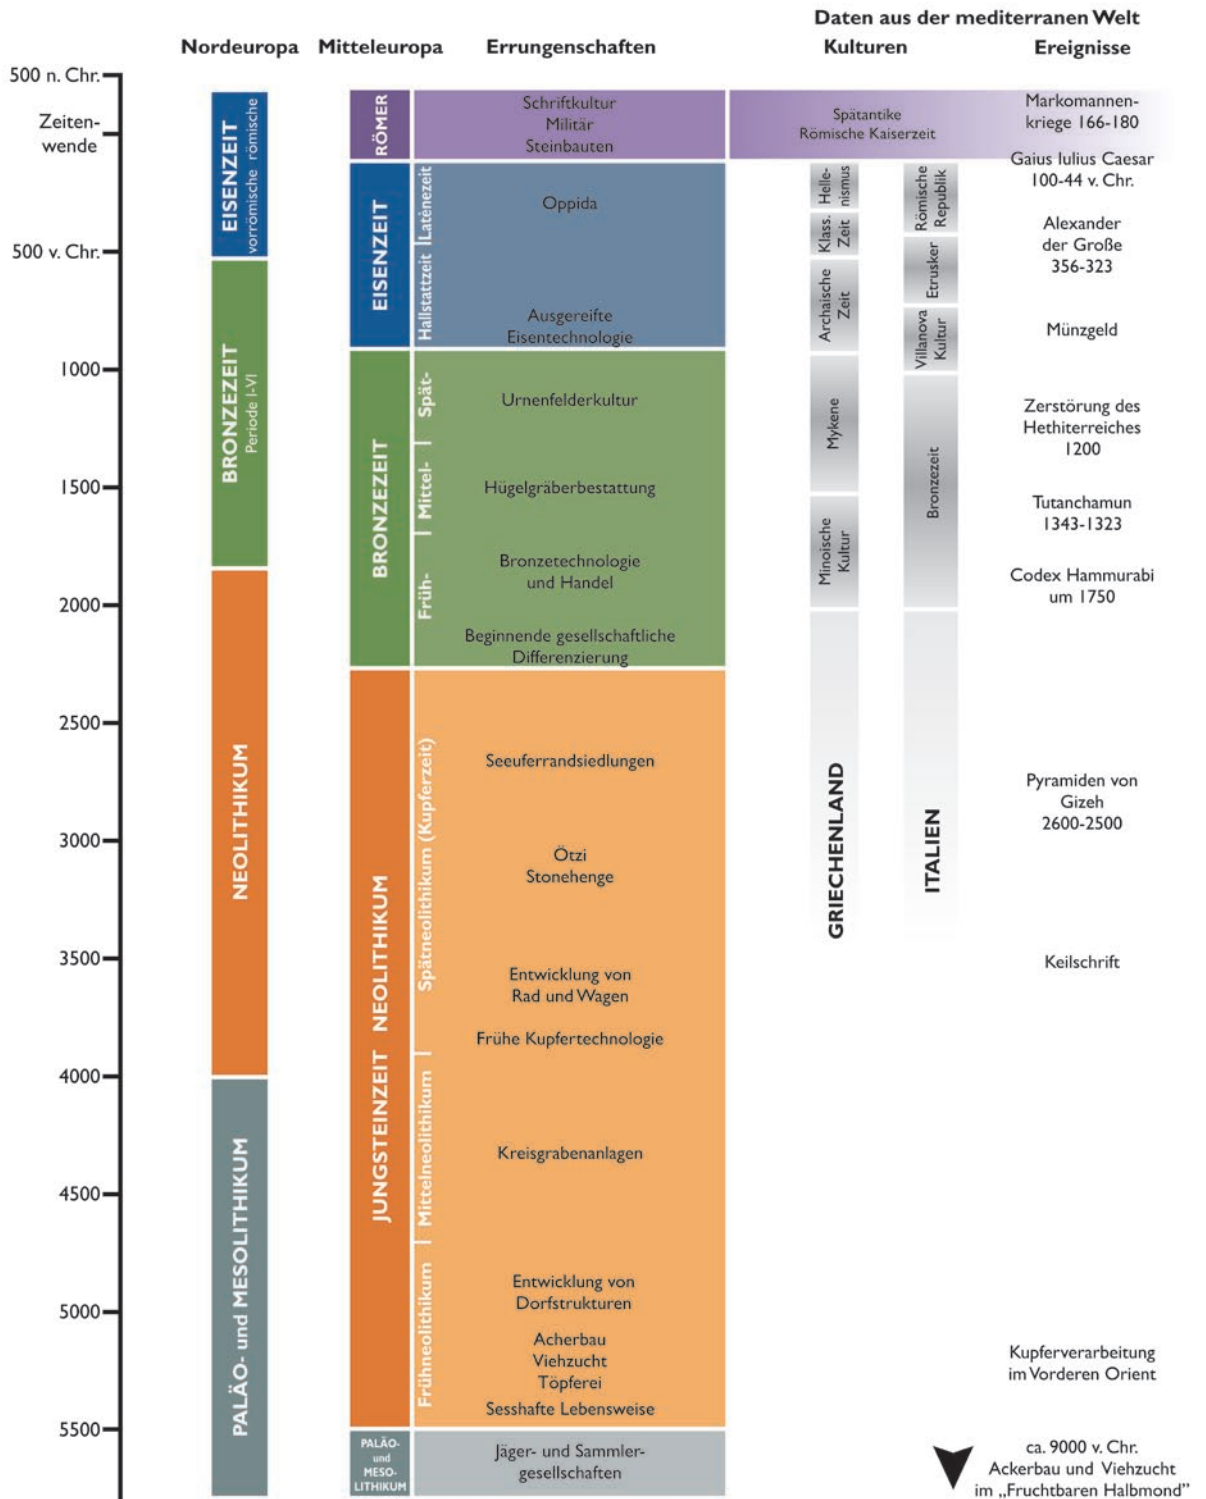 Daten aus der mediterranen Welt
Nordeuropa
Mitteleuropa
Errungenschaften
Kulturen
Ereignisse
500 n. Chr.
Zeiten-
wende
500 v. Chr.
1000
1500
2000
2500
3000
3500
4000
4500
5000
5500
EISENZEIT
vorrömische römische
BRONZEZEIT
Periode I-VI
NEOLITHIKUM
PALÄO- und MESOLITHIKUM
RÖMER
EISENZEIT
Hallstattzeit
Latènezeit
BRONZEZEIT
Spät-
Mittel-
Früh-
JUNGSTEINZEIT NEOLITHIKUM
Spätneolithikum (Kupferzeit)
Mittelneolithikum
Frühneolithikum
PALÄO-
und
MESO-
LITHIKUM
Schriftkultur
Militär
Steinbauten
Oppida
Ausgereifte
Eisentechnologie
Urnenfelderkultur
Hügelgräberbestattung
Bronzetechnologie
und Handel
Beginnende gesellschaftliche
Differenzierung
Seeuferrandsiedlungen
Ötzi
Stonehenge
Entwicklung von
Rad und Wagen
Frühe Kupfertechnologie
Kreisgrabenanlagen
Entwicklung von
Dorfstrukturen
Acherbau
Viehzucht
Töpferei
Sesshafte Lebensweise
Jäger- und Sammler-
gesellschaften
Spätantike
Römische Kaiserzeit
Helle-
nismus
Klass.
Zeit
Archaische
Zeit
Mykene
Minoische
Kultur
GRIECHENLAND
Römische
Republik
Etrusker
Villanova
Kultur
Bronzezeit
ITALIEN
Markomannen-
kriege 166-180
Gaius Iulius Caesar
100-44 v. Chr.
Alexander
der Große
356-323
Münzgeld
Zerstörung des
Hethiterreiches
1200
Tutanchamun
1343-1323
Codex Hammurabi
um 1750
Pyramiden von
Gizeh
2600-2500
Keilschrift
Kupferverarbeitung
im Vorderen Orient
ca. 9000 v. Chr.
Ackerbau und Viehzucht
im „Fruchtbaren Halbmond"